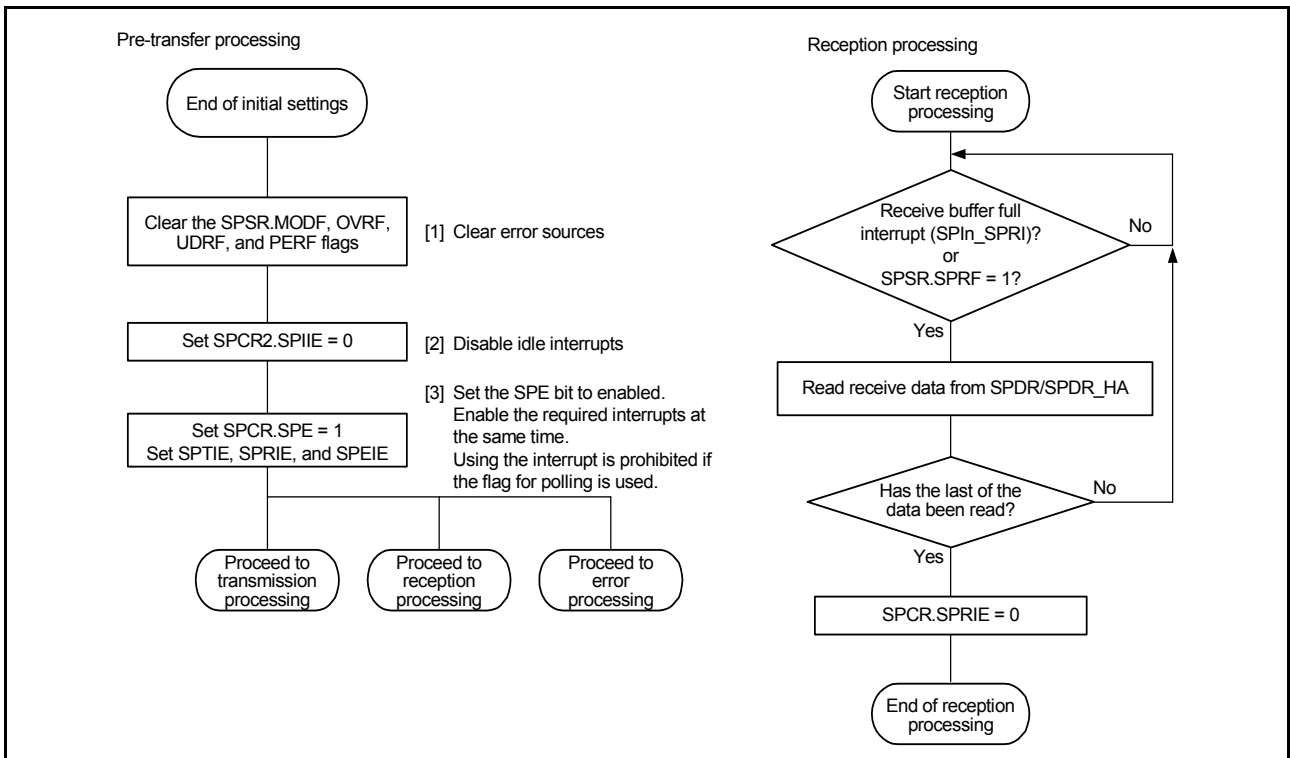 Pre-transfer processing
End of initial settings
Clear the SPSR.MODF, OVRF,
UDRF, and PERF flags
[1] Clear error sources
Set SPCR2.SPIIE = 0
[2] Disable idle interrupts
Set SPCR.SPE = 1
Set SPTIE, SPRIE, and SPEIE
[3] Set the SPE bit to enabled.
Enable the required interrupts at
the same time.
Using the interrupt is prohibited if
the flag for polling is used.
Proceed to
transmission
processing
Proceed to
reception
processing
Proceed to
error
processing
Reception processing
Start reception
processing
Receive buffer full
interrupt (SPIn_SPRI)?
or
SPSR.SPRF = 1?
No
Yes
Read receive data from SPDR/SPDR_HA
Has the last of the
data been read?
No
Yes
SPCR.SPRIE = 0
End of reception
processing